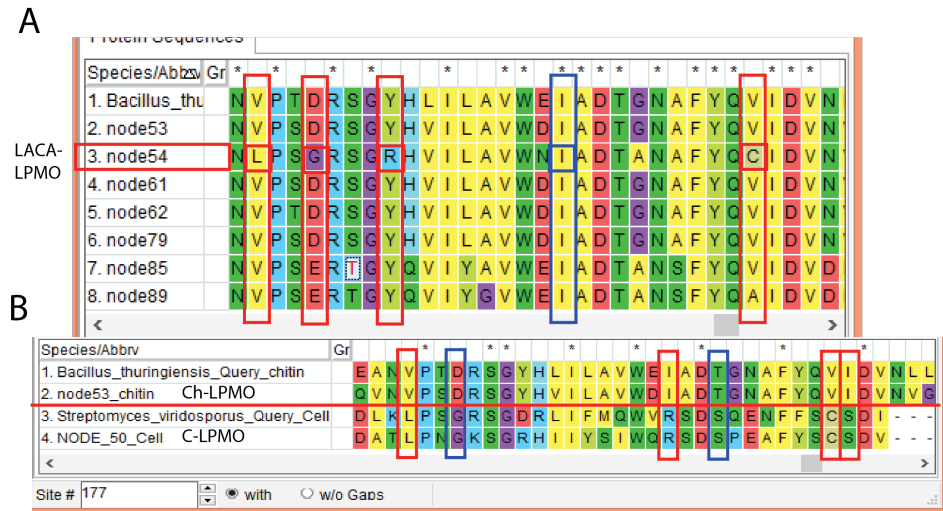 A
Protein Sequences
Species/Abbrv Gr * * * * * * * * * * * * * * * * * * *
1. Bacillus_thu N V P T D R S G Y H L I L A V W E I A D T G N A F Y Q V I D V N
2. node53 N V P S D R S G Y H V I L A V W D I A D T G N A F Y Q V I D V N
LACA-LPMO
3. node54 N L P S G R S G R H V I L A V W N I A D T A N A F Y Q C I D V N
4. node61 N V P S D R S G Y H V I L A V W D I A D T G N A F Y Q V I D V N
5. node62 N V P T D R S G Y H V I L A V W D I A D T G N A F Y Q V I D V N
6. node79 N V P S D R S G Y H V I L A V W D I A D T G N A F Y Q V I D V N
7. node85 N V P S E R T G Y Q V I Y A V W E I A D T A N S F Y Q V I D V D
8. node89 N V P S E R T G Y Q V I Y G V W E I A D T A N S F Y Q A I D V D
B
Species/Abbrv Gr * * * * * * * *
1. Bacillus_thuringiensis_Query_chitin E A N V P T D R S G Y H L I L A V W E I A D T G N A F Y Q V I D V N L L
2. node53_chitin Ch-LPMO Q V N V P S D R S G Y H V I L A V W D I A D T G N A F Y Q V I D V N V G
3. Streptomyces_viridosporus_Query_Cell D L K L P S G R S G D R L I F M Q W V R S D S Q E N F F S C S D I - - -
4. NODE_50_Cell C-LPMO D A T L P N G K S G R H I I Y S I W Q R S D S P E A F Y S C S D V - - -
Site # 177 with w/o Gaps